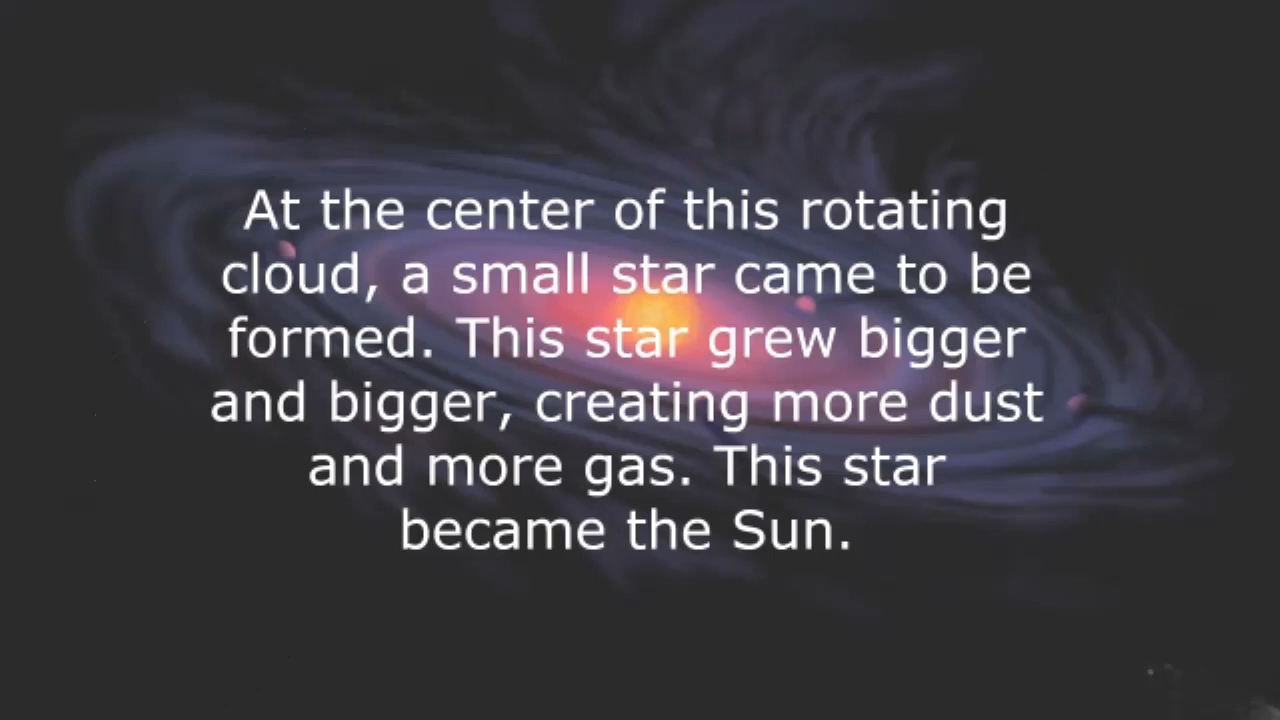 At the center of this rotating
cloud, a small star came to be
formed. This star grew bigger
and bigger, creating more dust
and more gas. This star
became the Sun.